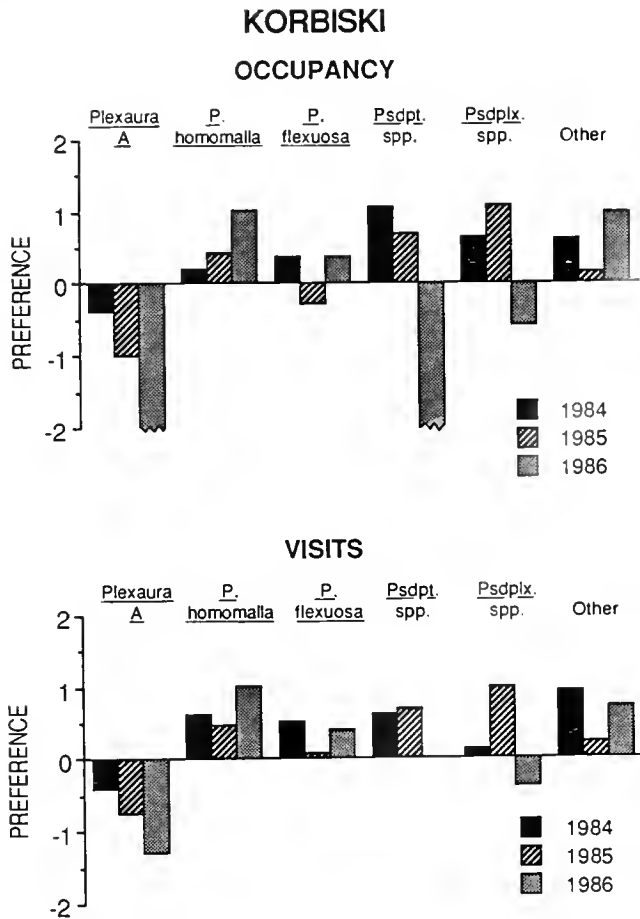 KORBISKI
OCCUPANCY
Plexaura A
P. homomalla
P. flexuosa
Psdpt. spp.
Psdplx. spp.
Other
2
1
0
-1
-2
PREFERENCE
1984
1985
1986
VISITS
Plexaura A
P. homomalla
P. flexuosa
Psdpt. spp.
Psdplx. spp.
Other
2
1
0
-1
-2
PREFERENCE
1984
1985
1986